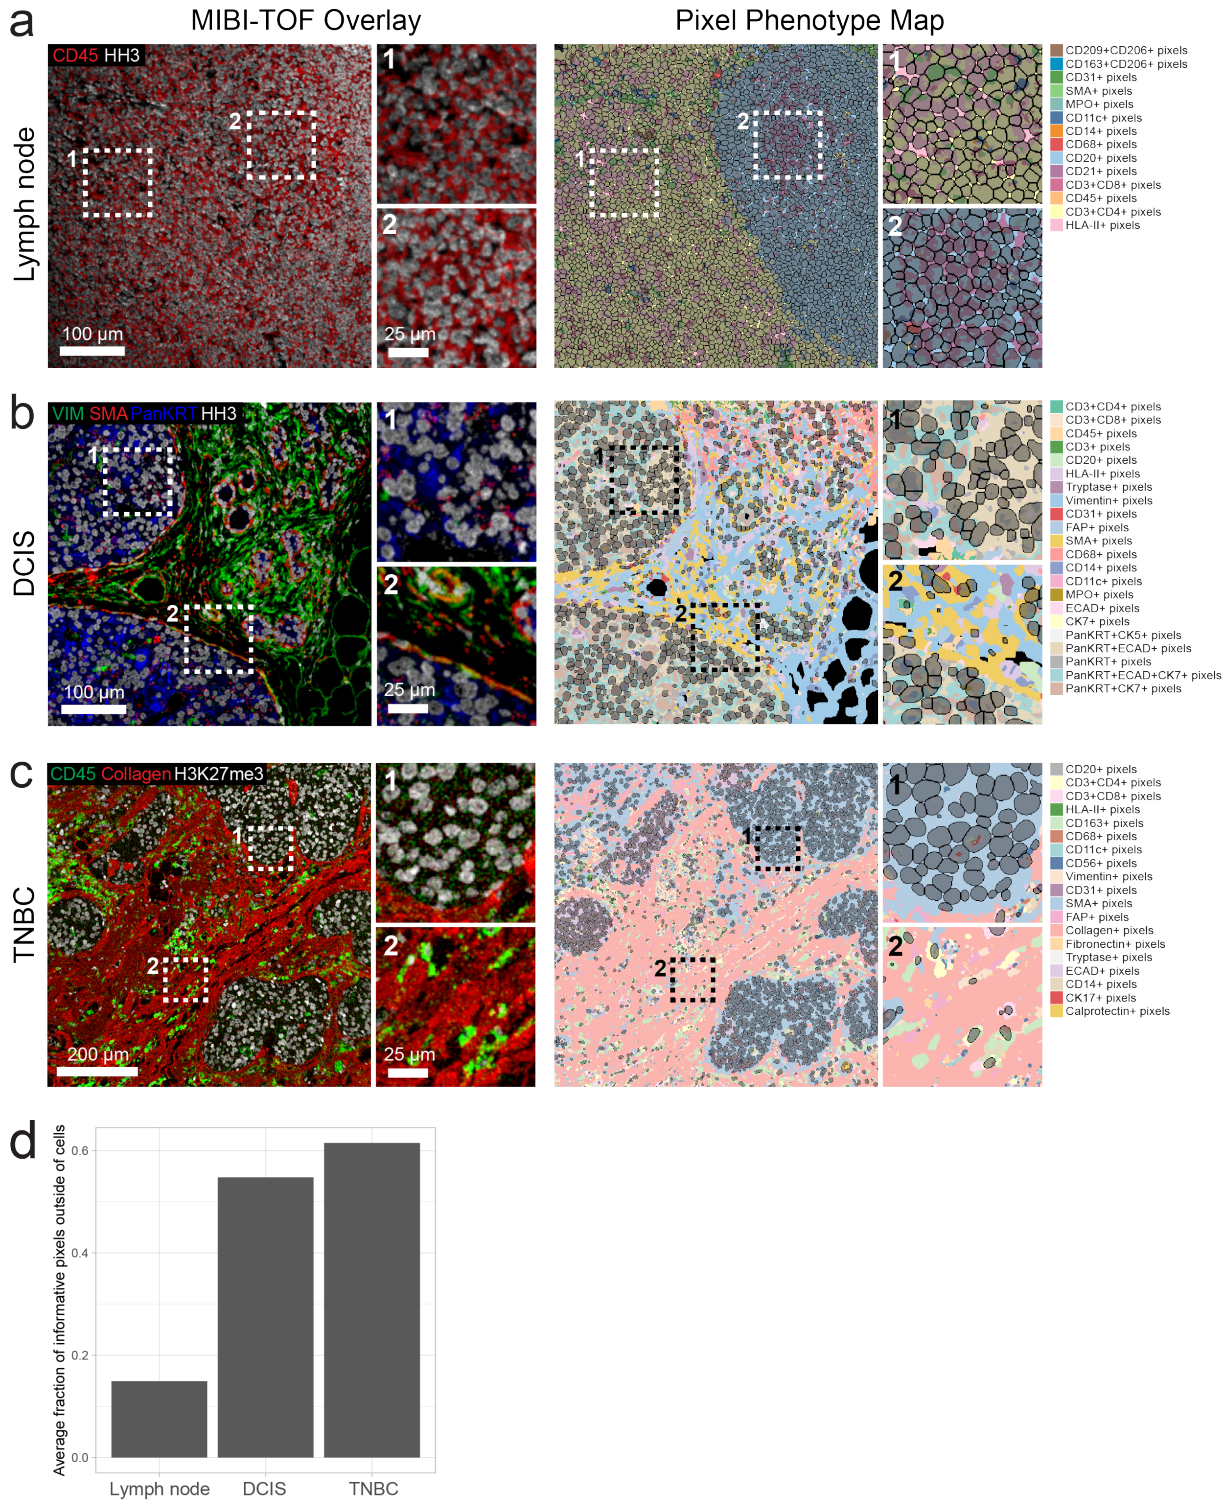 a
MIBI-TOF Overlay
Pixel Phenotype Map
Lymph node
CD45 HH3
1
2
100 µm
1
2
25 µm
1
2
1
2
CD209+CD206+ pixels
CD163+CD206+ pixels
CD31+ pixels
SMA+ pixels
MPO+ pixels
CD11c+ pixels
CD14+ pixels
CD68+ pixels
CD20+ pixels
CD21+ pixels
CD3+CD8+ pixels
CD45+ pixels
CD3+CD4+ pixels
HLA-II+ pixels
b
DCIS
VIM SMA PanKRT HH3
1
2
100 µm
1
2
25 µm
1
2
1
2
CD3+CD4+ pixels
CD3+CD8+ pixels
CD45+ pixels
CD3+ pixels
CD20+ pixels
HLA-II+ pixels
Tryptase+ pixels
Vimentin+ pixels
CD31+ pixels
FAP+ pixels
SMA+ pixels
CD68+ pixels
CD14+ pixels
CD11c+ pixels
MPO+ pixels
ECAD+ pixels
CK7+ pixels
PanKRT+CK5+ pixels
PanKRT+ECAD+ pixels
PanKRT+ pixels
PanKRT+ECAD+CK7+ pixels
PanKRT+CK7+ pixels
c
TNBC
CD45 Collagen H3K27me3
1
2
200 µm
1
2
25 µm
1
2
1
2
CD20+ pixels
CD3+CD4+ pixels
CD3+CD8+ pixels
HLA-II+ pixels
CD163+ pixels
CD68+ pixels
CD11c+ pixels
CD56+ pixels
Vimentin+ pixels
CD31+ pixels
SMA+ pixels
FAP+ pixels
Collagen+ pixels
Fibronectin+ pixels
Tryptase+ pixels
ECAD+ pixels
CD14+ pixels
CK17+ pixels
Calprotectin+ pixels
d
Average fraction of informative pixels outside of cells
0.6
0.4
0.2
0.0
Lymph node
DCIS
TNBC